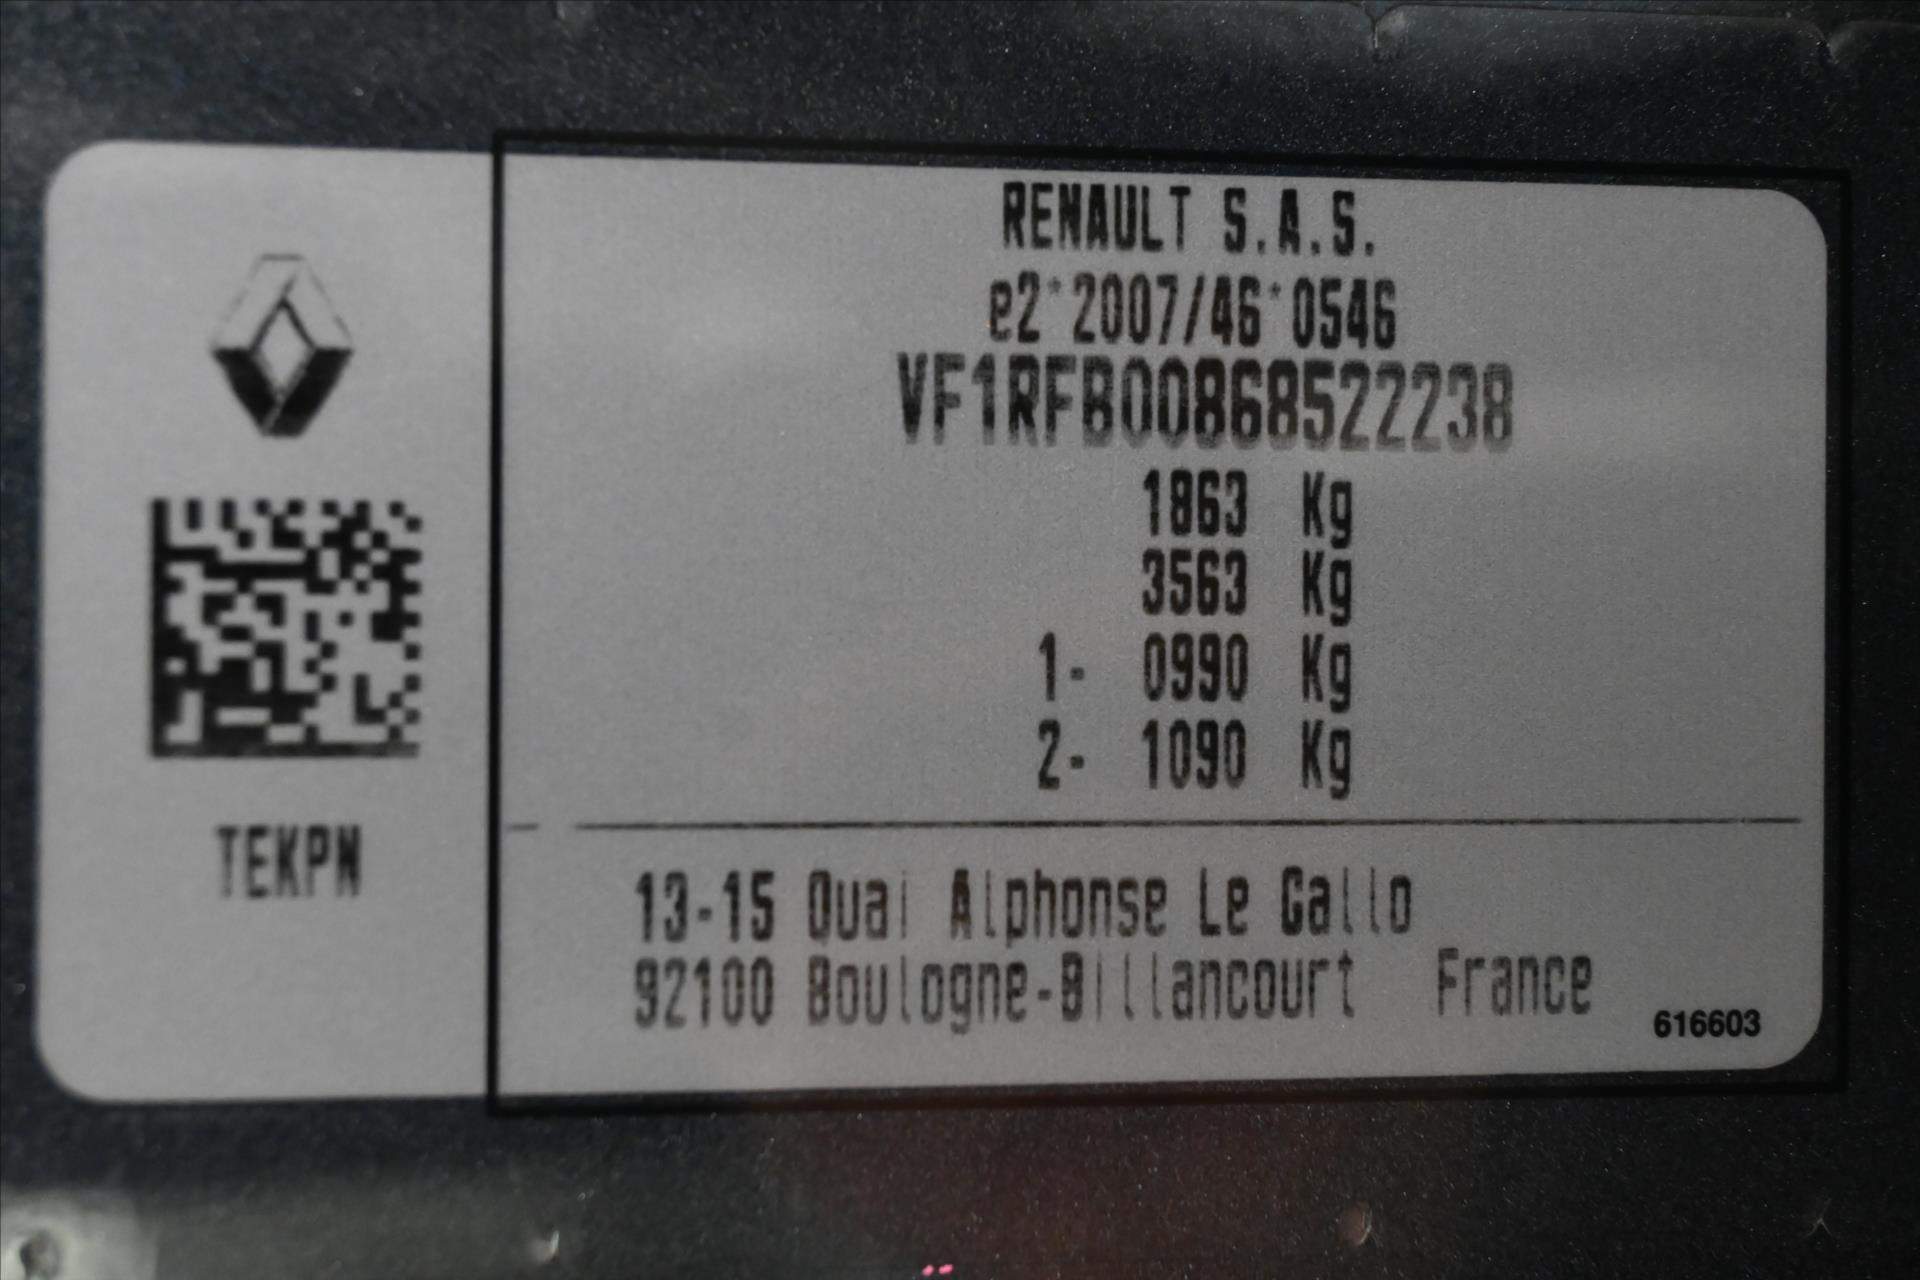 RENAULT S.A.S.
e2*2007/46*0546
VF1RFB00868522238
1863 Kg
3563 Kg
1- 0990 Kg
2- 1090 Kg
TEKPN
13-15 Quai Alphonse Le Gallo
92100 Boulogne-Billancourt France
616603